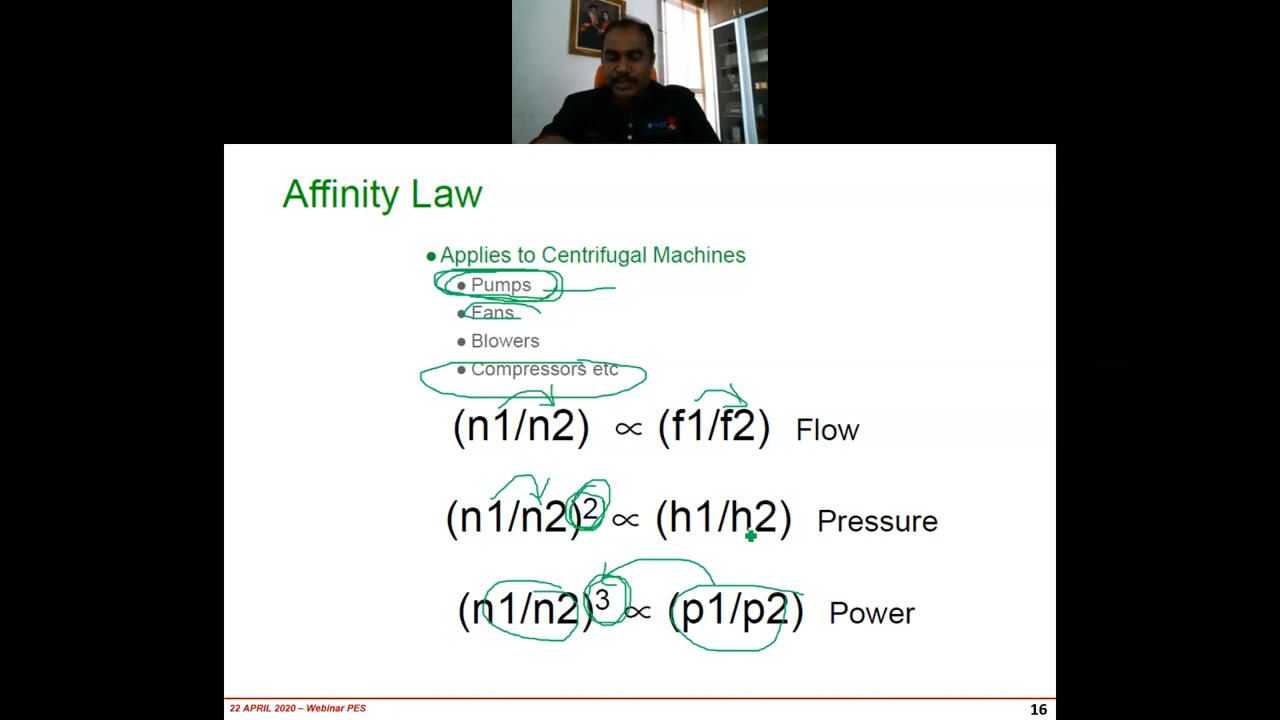 Affinity Law
● Applies to Centrifugal Machines
● Pumps
● Fans
● Blowers
● Compressors etc
(n1/n2) ∝ (f1/f2) Flow
(n1/n2)² ∝ (h1/h2) Pressure
(n1/n2)³ ∝ (p1/p2) Power
22 APRIL 2020 – Webinar PES
16